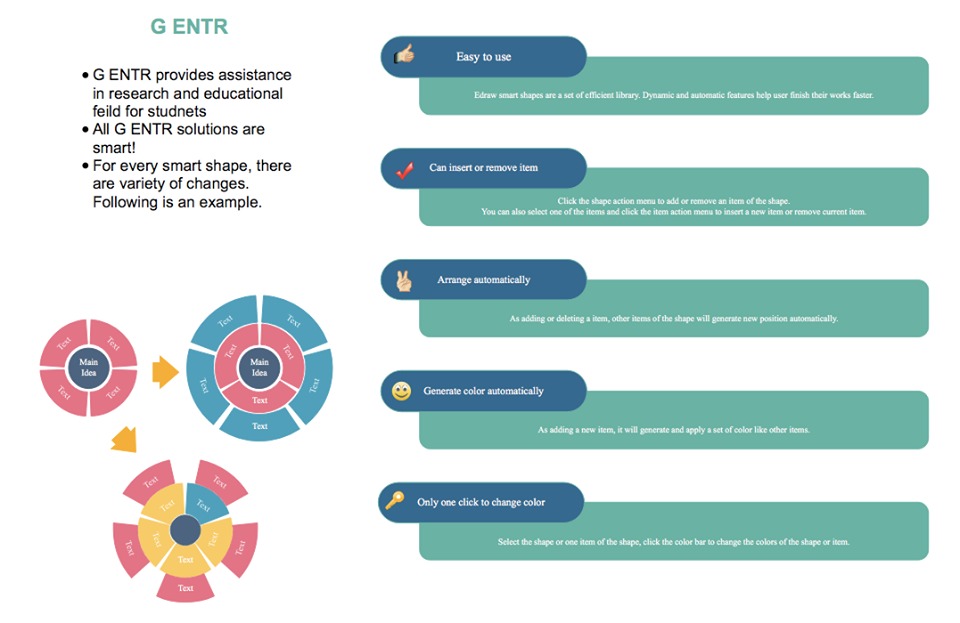 G ENTR
• G ENTR provides assistance
in research and educational
feild for studnets
• All G ENTR solutions are
smart!
• For every smart shape, there
are variety of changes.
Following is an example.
Easy to use
Edraw smart shapes are a set of efficient library. Dynamic and automatic features help user finish their works faster.
Can insert or remove item
Click the shape action menu to add or remove an item of the shape.
You can also select one of the items and click the item action menu to insert a new item or remove current item.
Arrange automatically
As adding or deleting a item, other items of the shape will generate new position automatically.
Generate color automatically
As adding a new item, it will generate and apply a set of color like other items.
Only one click to change color
Select the shape or one item of the shape, click the color bar to change the colors of the shape or item.
Text
Text
Main
Idea
Text
Text
Text
Text
Text
Text
Main
Idea
Text
Text
Text
Text
Text
Text
Text
Text
Text
Text
Text
Text
Text
Text